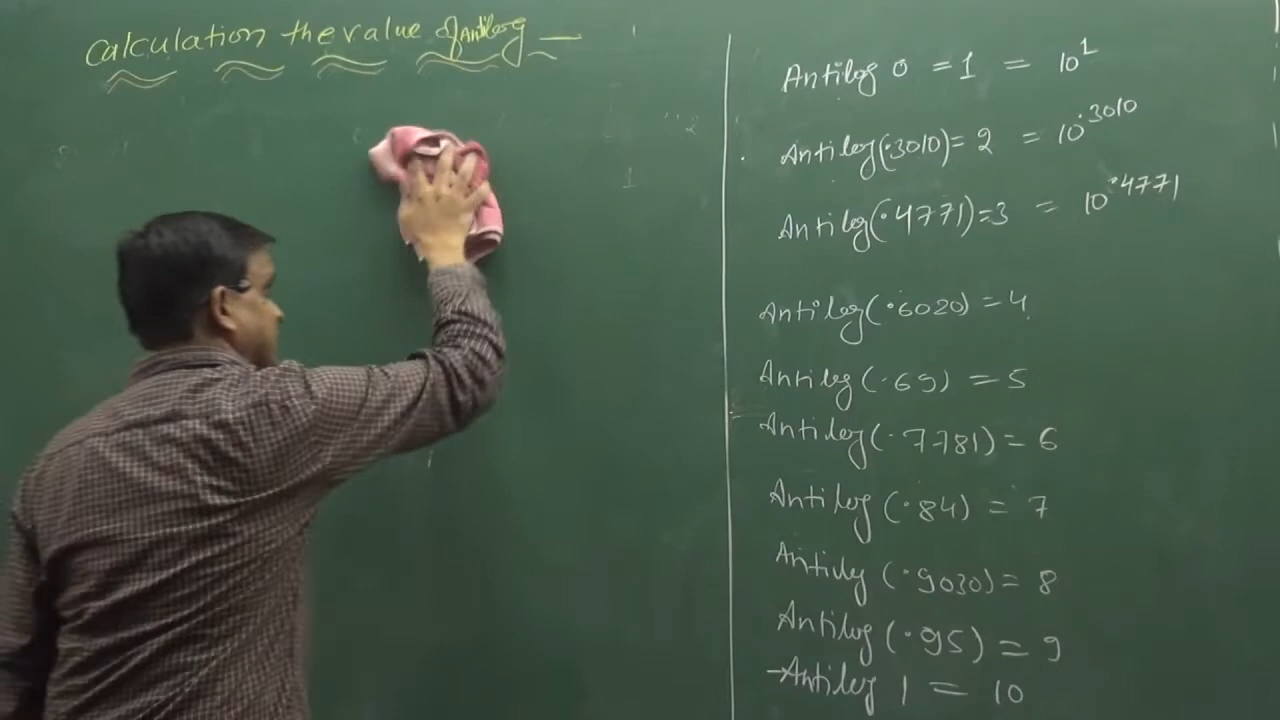 Calculation the value of Antilog —
Antilog 0 = 1 = 10¹
Antilog(.3010) = 2 = 10^.3010
Antilog(.4771) = 3 = 10^.4771
Antilog(.6020) = 4
Antilog(.69) = 5
Antilog(.7781) = 6
Antilog(.84) = 7
Antilog(.9030) = 8
Antilog(.95) = 9
Antilog 1 = 10